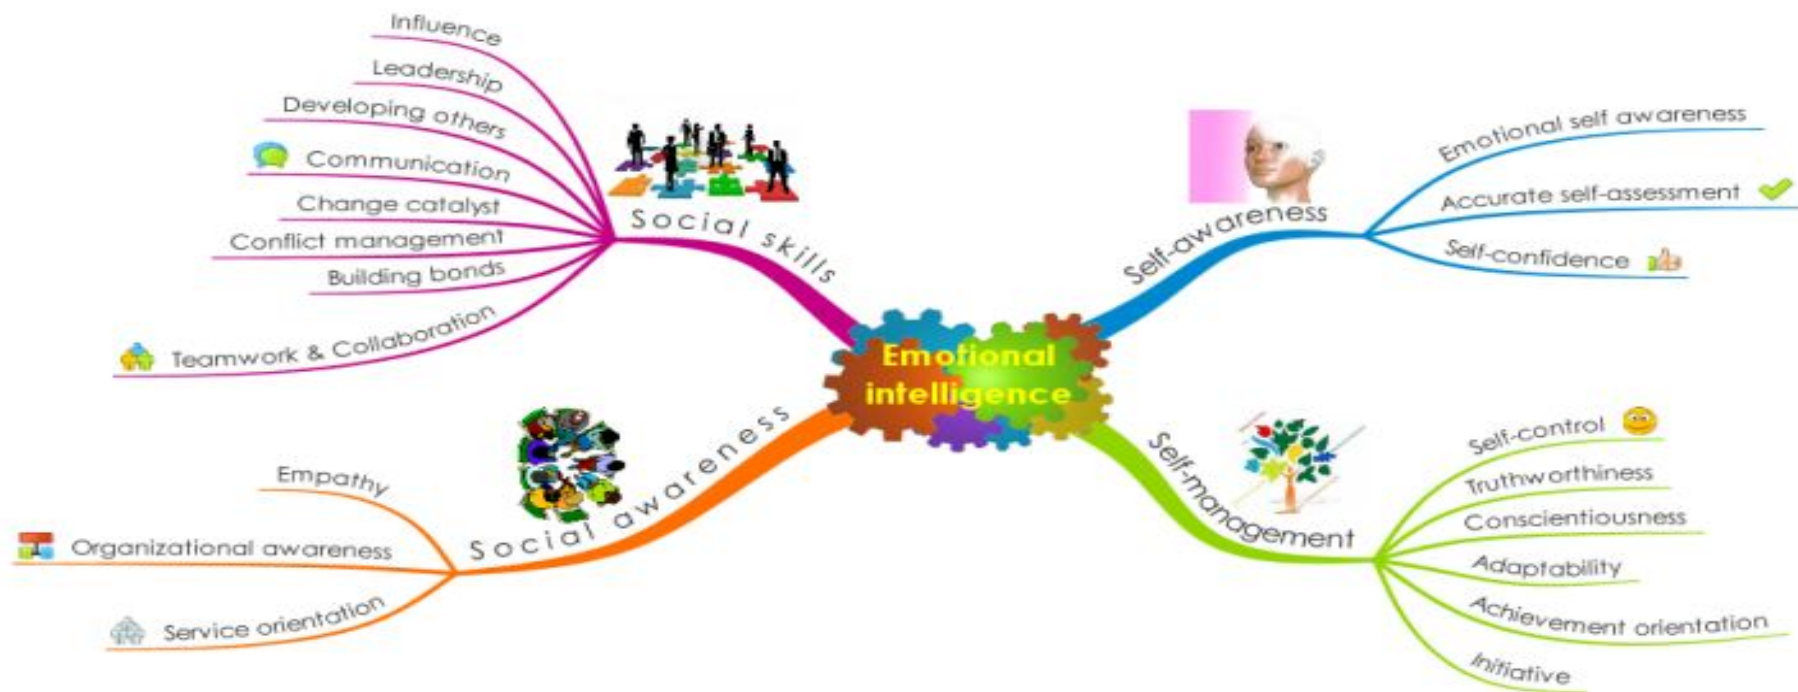 Influence
Leadership
Developing others
Communication
Change catalyst
Conflict management
Building bonds
Teamwork & Collaboration
Social skills
Emotional self awareness
Accurate self-assessment
Self-confidence
Self-awareness
Emotional
intelligence
Social awareness
Empathy
Organizational awareness
Service orientation
Self-management
Self-control
Truthworthiness
Conscientiousness
Adaptability
Achievement orientation
Initiative